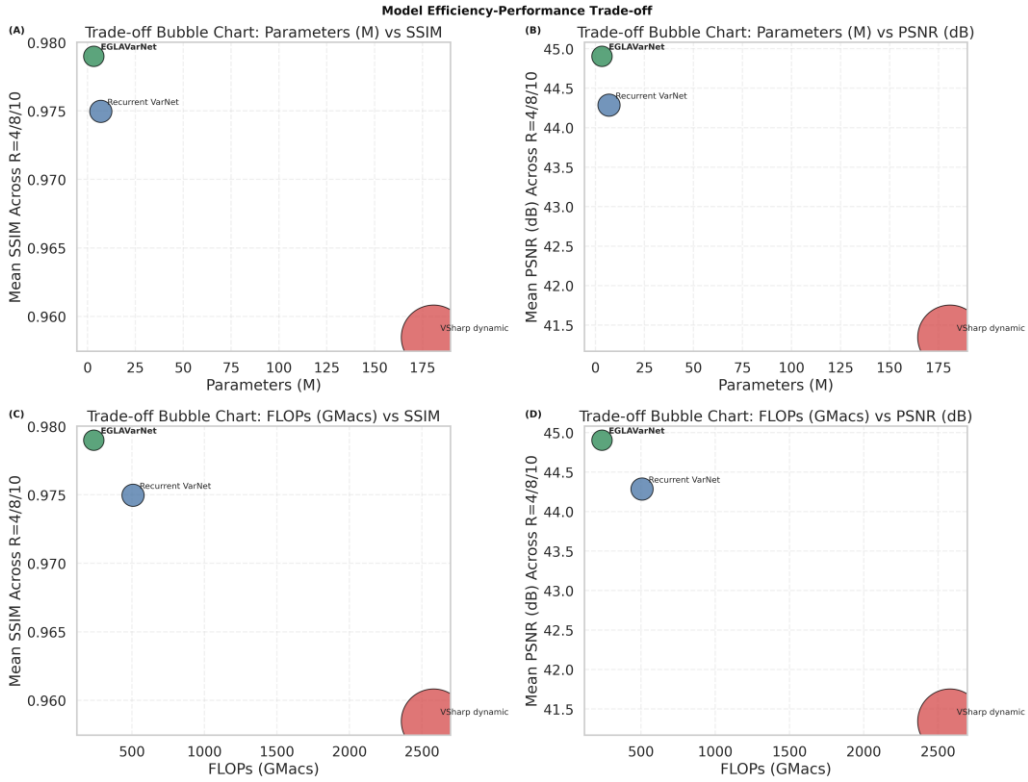 Model Efficiency-Performance Trade-off
(A)
Trade-off Bubble Chart: Parameters (M) vs SSIM
Mean SSIM Across R=4/8/10
0.980
0.975
0.970
0.965
0.960
EGLAVarNet
Recurrent VarNet
VSharp dynamic
0 25 50 75 100 125 150 175
Parameters (M)
(B)
Trade-off Bubble Chart: Parameters (M) vs PSNR (dB)
Mean PSNR (dB) Across R=4/8/10
45.0
44.5
44.0
43.5
43.0
42.5
42.0
41.5
EGLAVarNet
Recurrent VarNet
VSharp dynamic
0 25 50 75 100 125 150 175
Parameters (M)
(C)
Trade-off Bubble Chart: FLOPs (GMacs) vs SSIM
Mean SSIM Across R=4/8/10
0.980
0.975
0.970
0.965
0.960
EGLAVarNet
Recurrent VarNet
VSharp dynamic
500 1000 1500 2000 2500
FLOPs (GMacs)
(D)
Trade-off Bubble Chart: FLOPs (GMacs) vs PSNR (dB)
Mean PSNR (dB) Across R=4/8/10
45.0
44.5
44.0
43.5
43.0
42.5
42.0
41.5
EGLAVarNet
Recurrent VarNet
VSharp dynamic
500 1000 1500 2000 2500
FLOPs (GMacs)